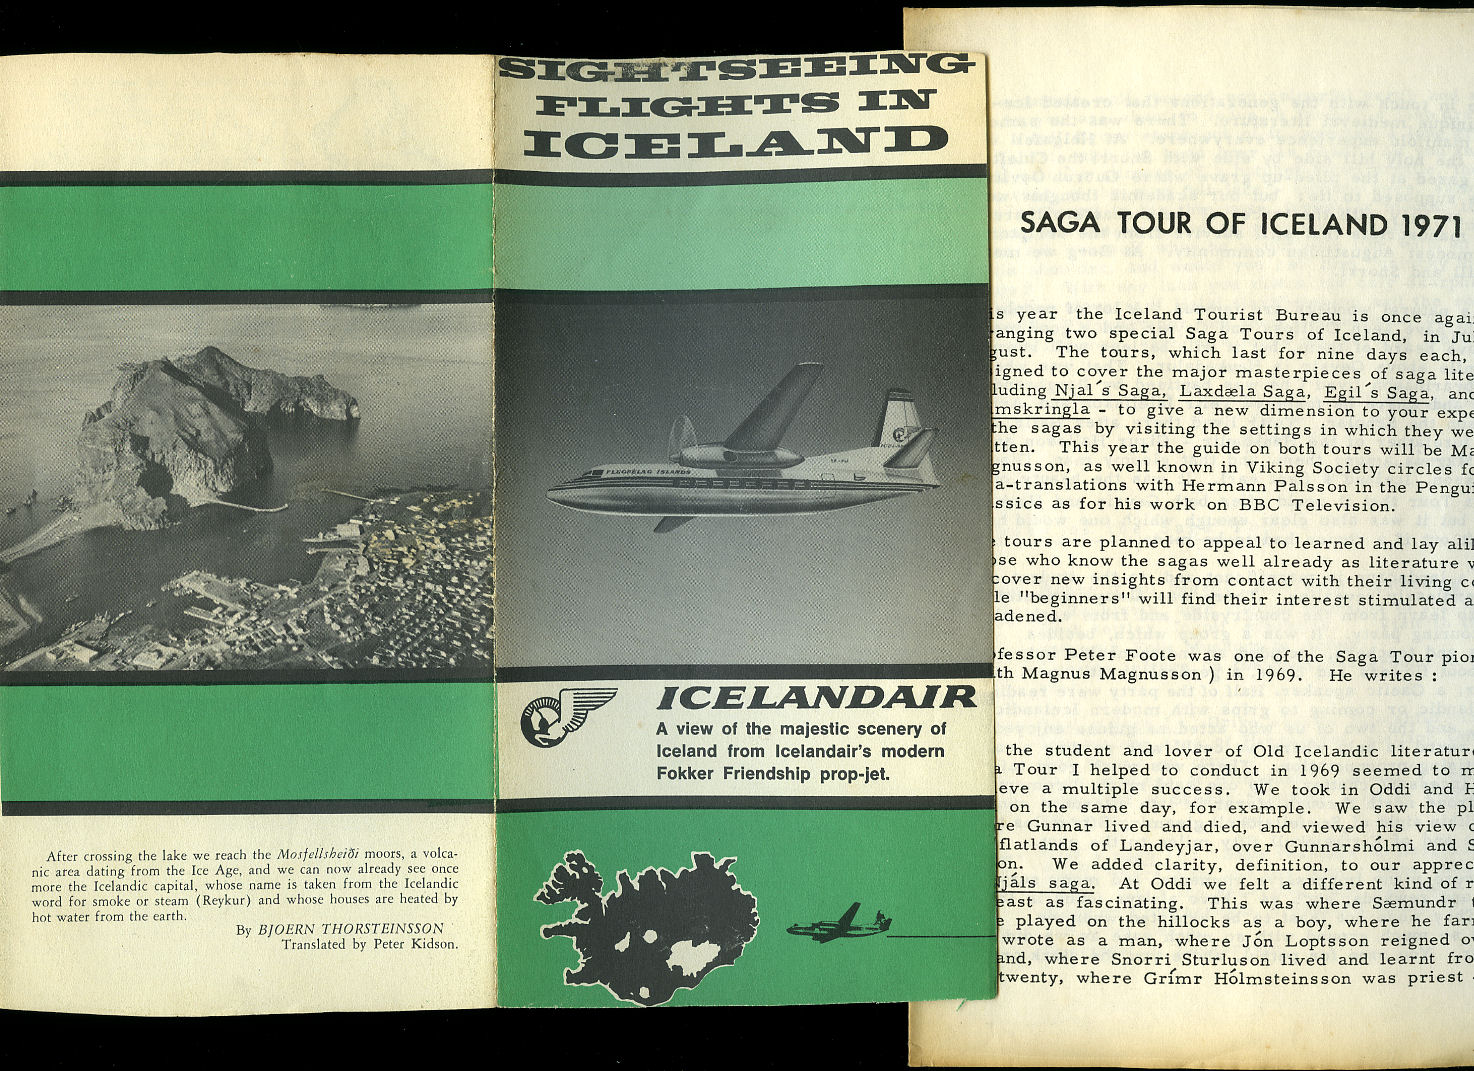 SIGHTSEEING
FLIGHTS IN
ICELAND
FLUGFELAG ISLANDS
ICELANDAIR
A view of the majestic scenery of
Iceland from Icelandair's modern
Fokker Friendship prop-jet.
After crossing the lake we reach the Mosfellsheiði moors, a volca-
nic area dating from the Ice Age, and we can now already see once
more the Icelandic capital, whose name is taken from the Icelandic
word for smoke or steam (Reykur) and whose houses are heated by
hot water from the earth.
By BJOERN THORSTEINSSON
Translated by Peter Kidson.
SAGA TOUR OF ICELAND 1971
is year the Iceland Tourist Bureau is once agai
anging two special Saga Tours of Iceland, in Ju
gust. The tours, which last for nine days each,
igned to cover the major masterpieces of saga lite
luding Njal´s Saga, Laxdæla Saga, Egil´s Saga, and
mskringla - to give a new dimension to your expe
the sagas by visiting the settings in which they we
tten. This year the guide on both tours will be Ma
gnusson, as well known in Viking Society circles fo
a-translations with Hermann Palsson in the Pengui
ssics as for his work on BBC Television.
tours are planned to appeal to learned and lay ali
ose who know the sagas well already as literature w
cover new insights from contact with their living co
le "beginners" will find their interest stimulated a
adened.
ofessor Peter Foote was one of the Saga Tour pion
th Magnus Magnusson ) in 1969. He writes :
the student and lover of Old Icelandic literature
a Tour I helped to conduct in 1969 seemed to m
eve a multiple success. We took in Oddi and H
on the same day, for example. We saw the pl
re Gunnar lived and died, and viewed his view o
flatlands of Landeyjar, over Gunnarshólmi and S
on. We added clarity, definition, to our apprec
Njáls saga. At Oddi we felt a different kind of r
east as fascinating. This was where Sæmundr t
e played on the hillocks as a boy, where he farm
wrote as a man, where Jón Loptsson reigned ov
and, where Snorri Sturluson lived and learnt fro
twenty, where Grímr Hólmsteinsson was priest